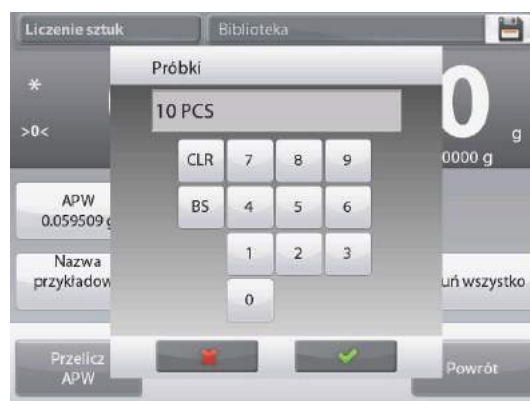 Liczenie sztuk
Biblioteka
Próbki
*
10 PCS
0
>0<
g
0000 g
CLR 7 8 9
APW
0.059509 g
BS 4 5 6
1 2 3
Nazwa
przykładow
uń wszystko
0
Przelicz
APW
Powrót